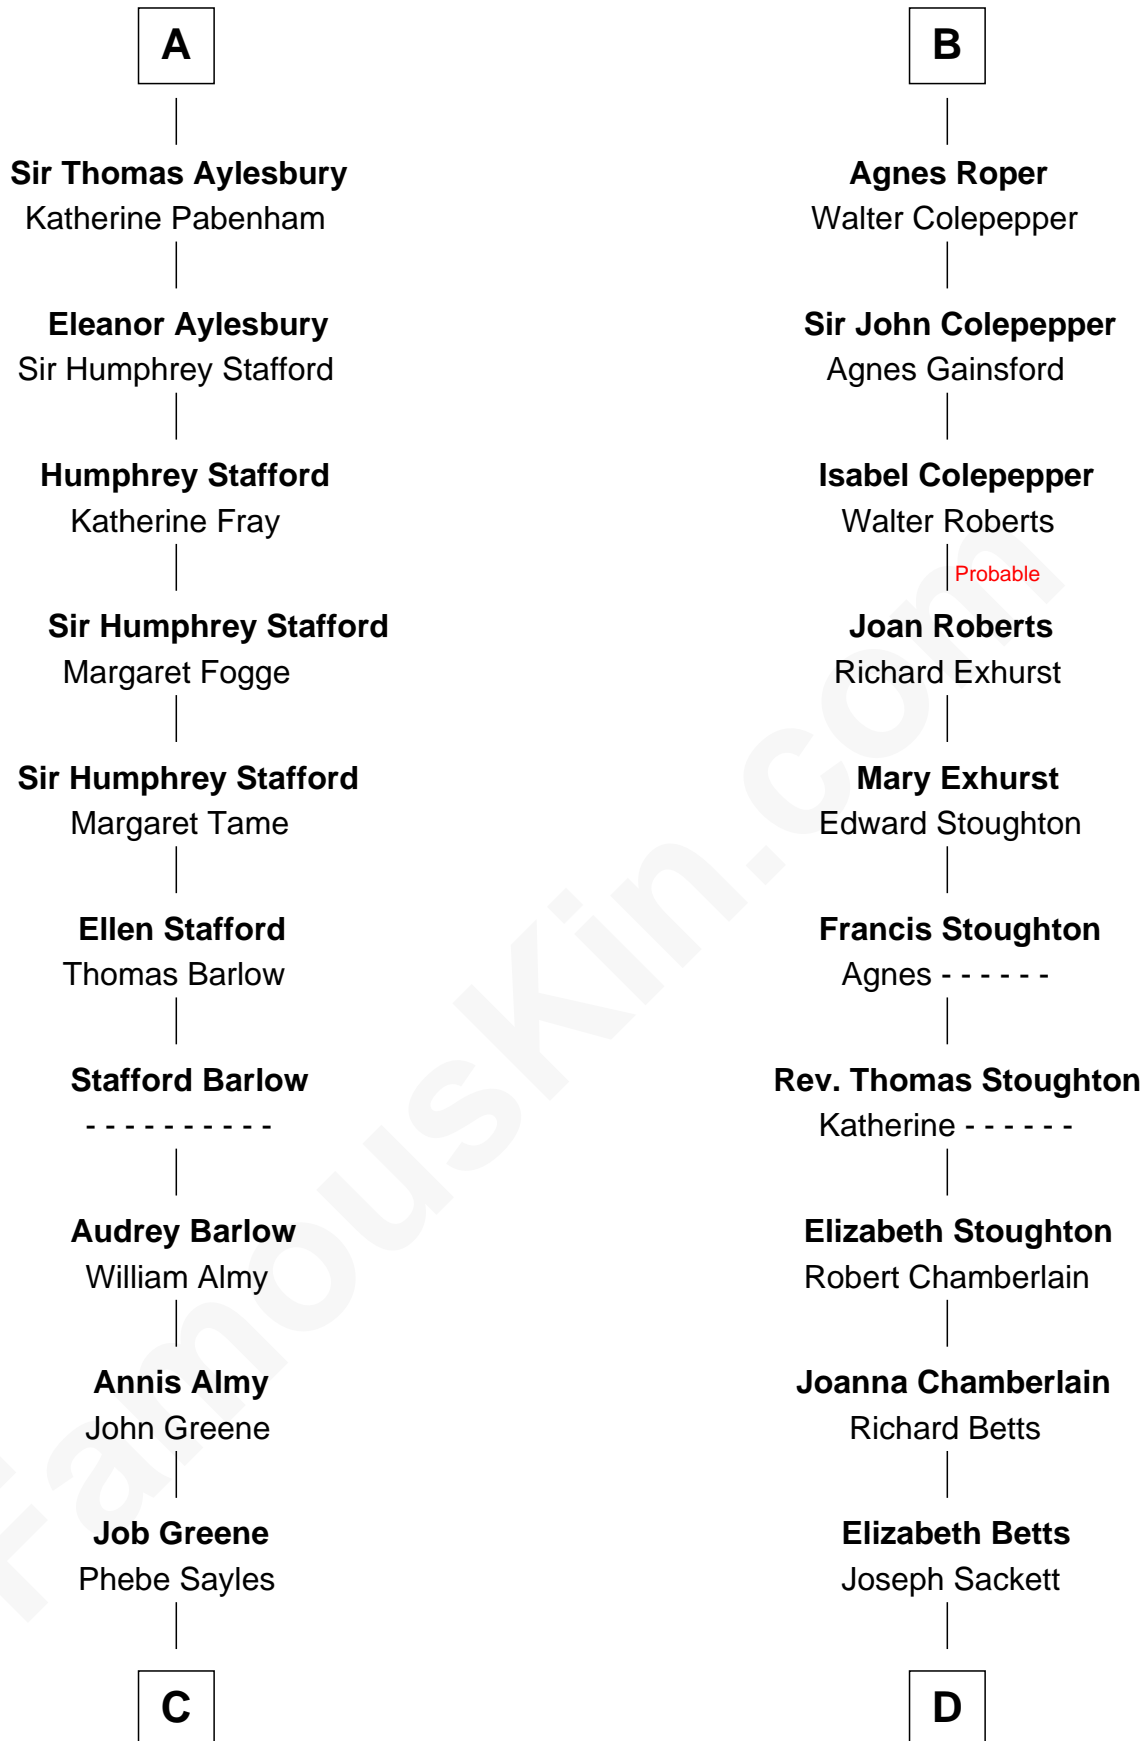 A
Sir Thomas Aylesbury
Katherine Pabenham
Eleanor Aylesbury
Sir Humphrey Stafford
Humphrey Stafford
Katherine Fray
Sir Humphrey Stafford
Margaret Fogge
Sir Humphrey Stafford
Margaret Tame
Ellen Stafford
Thomas Barlow
Stafford Barlow
- - - - - - - - - -
Audrey Barlow
William Almy
Annis Almy
John Greene
Job Greene
Phebe Sayles
C
B
Agnes Roper
Walter Colepepper
Sir John Colepepper
Agnes Gainsford
Isabel Colepepper
Walter Roberts
Probable
Joan Roberts
Richard Exhurst
Mary Exhurst
Edward Stoughton
Francis Stoughton
Agnes - - - - - -
Rev. Thomas Stoughton
Katherine - - - - - -
Elizabeth Stoughton
Robert Chamberlain
Joanna Chamberlain
Richard Betts
Elizabeth Betts
Joseph Sackett
D
FamousKin.com